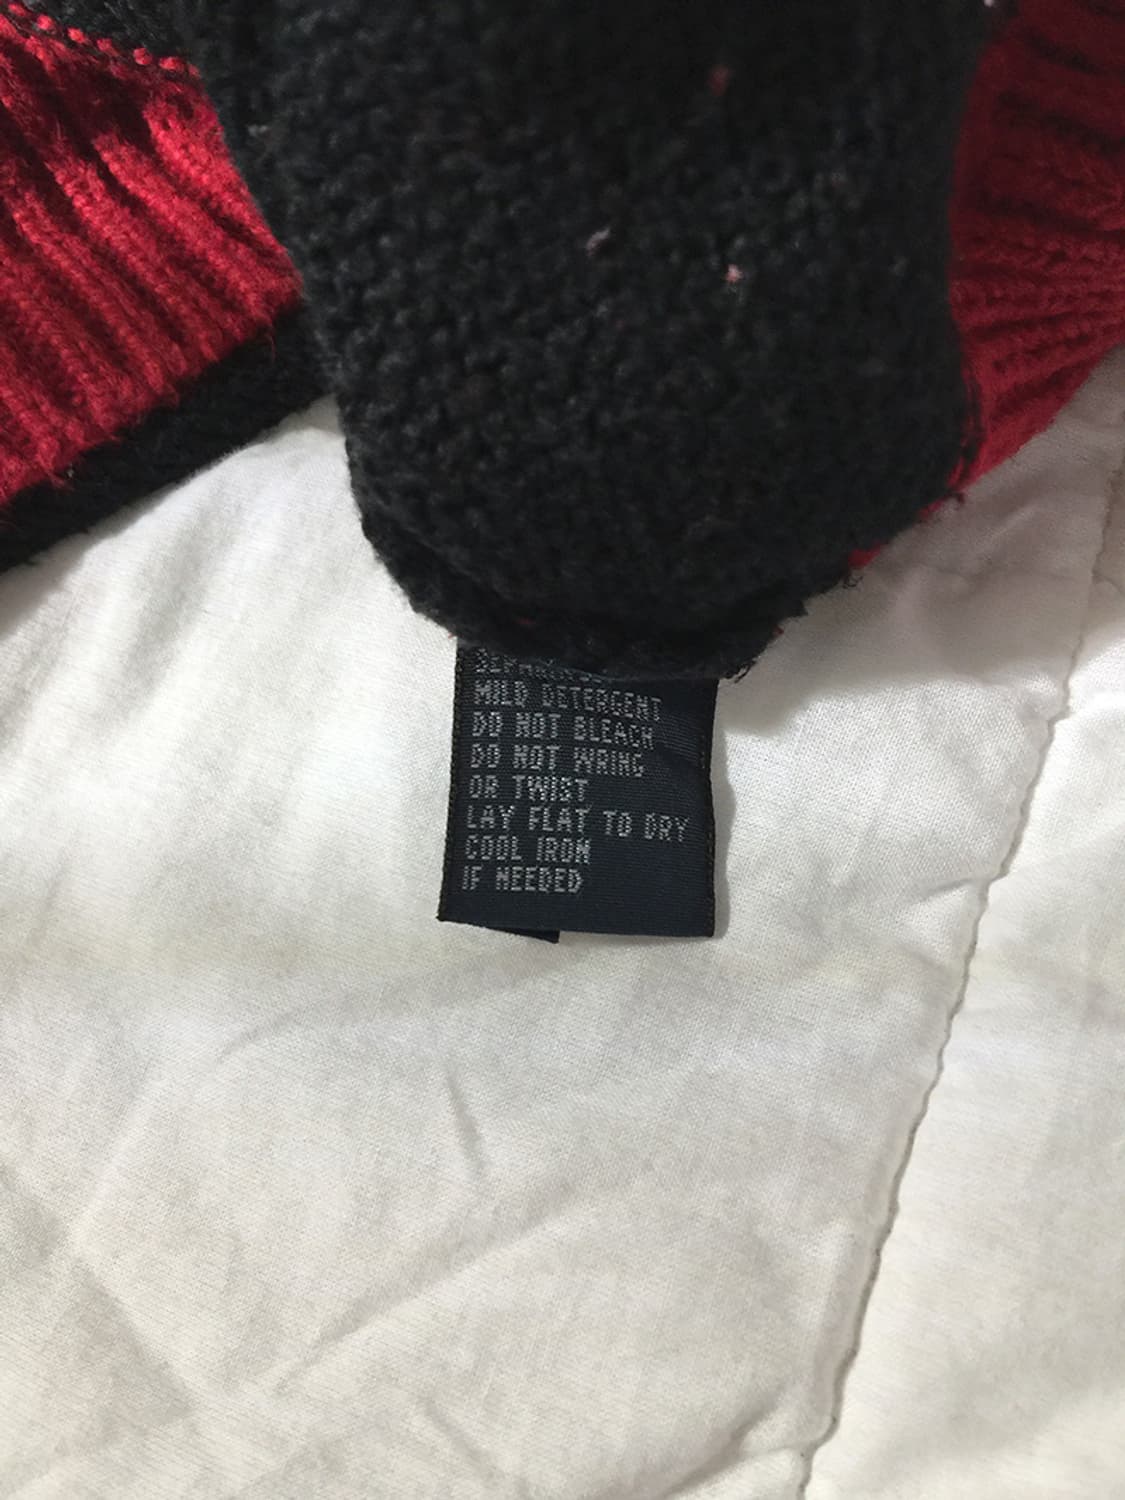 MILD DETERGENT
DO NOT BLEACH
DO NOT WRING
OR TWIST
LAY FLAT TO DRY
COOL IRON
IF NEEDED